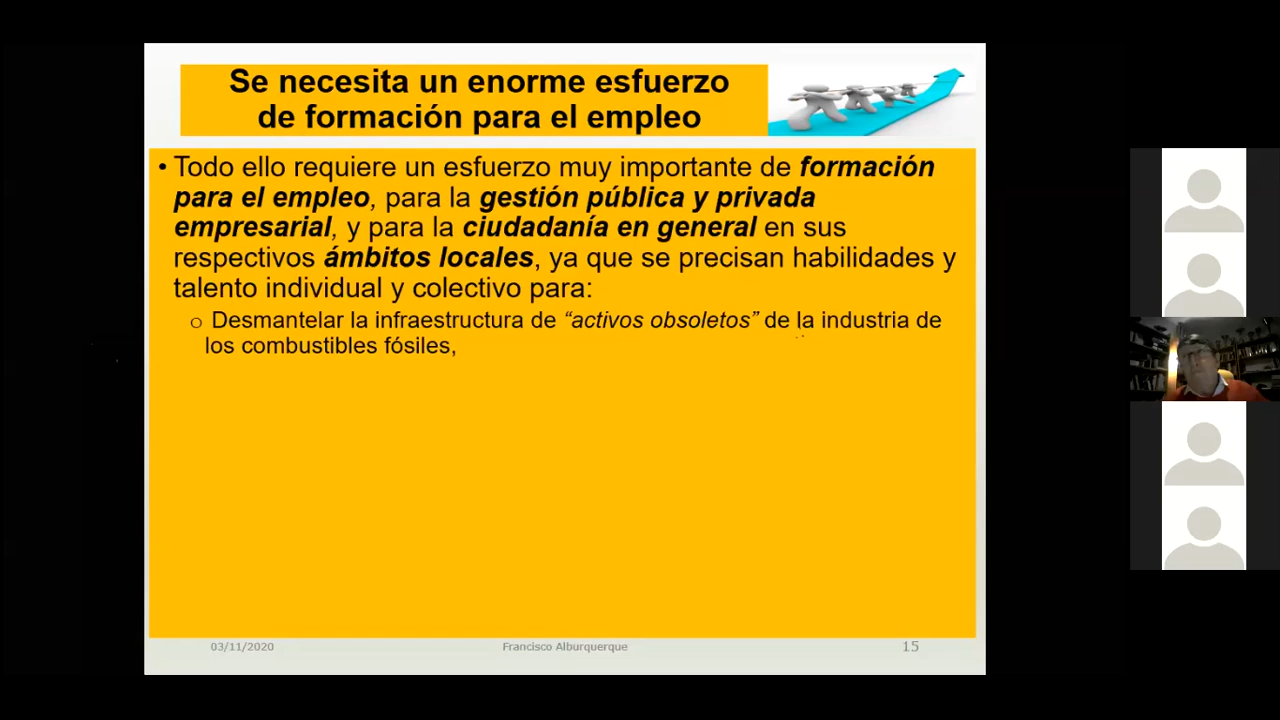 Se necesita un enorme esfuerzo
de formación para el empleo
• Todo ello requiere un esfuerzo muy importante de formación
para el empleo, para la gestión pública y privada
empresarial, y para la ciudadanía en general en sus
respectivos ámbitos locales, ya que se precisan habilidades y
talento individual y colectivo para:
o Desmantelar la infraestructura de “activos obsoletos” de la industria de
los combustibles fósiles,
03/11/2020 Francisco Alburquerque 15